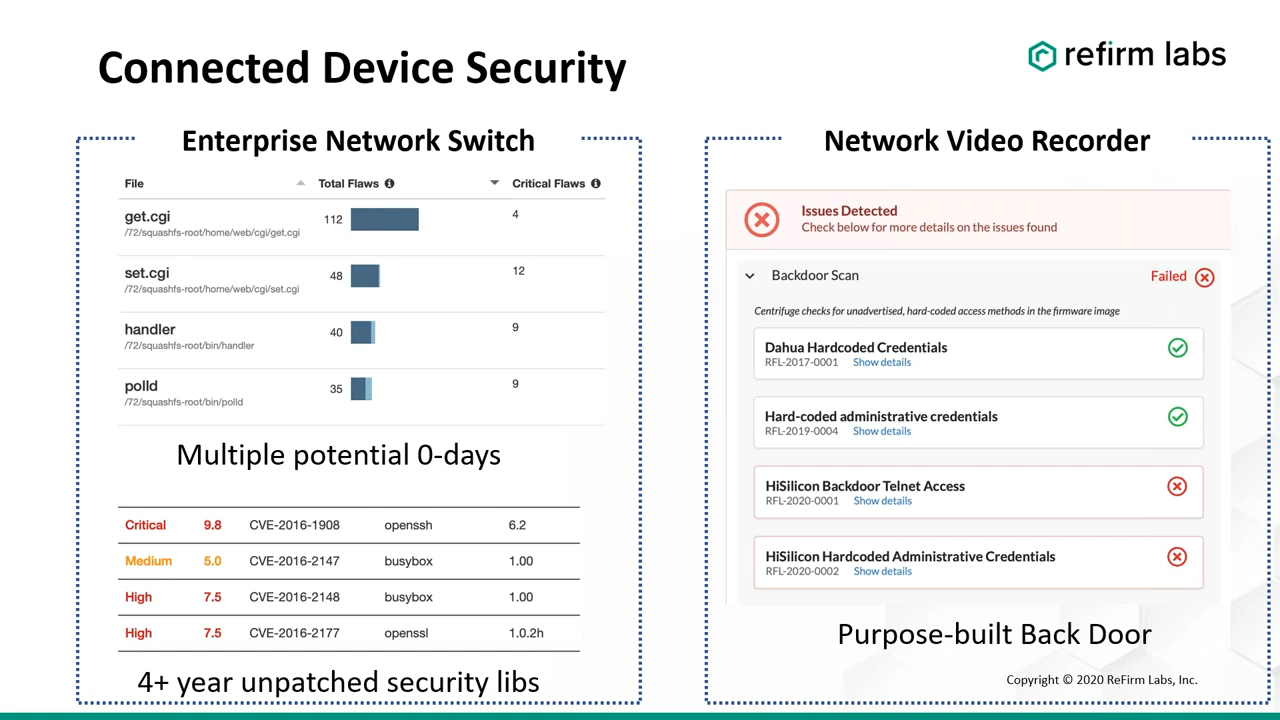 Connected Device Security
refirm labs
Enterprise Network Switch
File Total Flaws Critical Flaws
get.cgi 112 4
/72/squashfs-root/home/web/cgi/get.cgi
set.cgi 48 12
/72/squashfs-root/home/web/cgi/set.cgi
handler 40 9
/72/squashfs-root/bin/handler
polld 35 9
/72/squashfs-root/bin/polld
Multiple potential 0-days
Critical 9.8 CVE-2016-1908 openssh 6.2
Medium 5.0 CVE-2016-2147 busybox 1.00
High 7.5 CVE-2016-2148 busybox 1.00
High 7.5 CVE-2016-2177 openssl 1.0.2h
4+ year unpatched security libs
Network Video Recorder
Issues Detected
Check below for more details on the issues found
Backdoor Scan Failed
Centrifuge checks for unadvertised, hard-coded access methods in the firmware image
Dahua Hardcoded Credentials
RFL-2017-0001 Show details
Hard-coded administrative credentials
RFL-2019-0004 Show details
HiSilicon Backdoor Telnet Access
RFL-2020-0001 Show details
HiSilicon Hardcoded Administrative Credentials
RFL-2020-0002 Show details
Purpose-built Back Door
Copyright © 2020 ReFirm Labs, Inc.